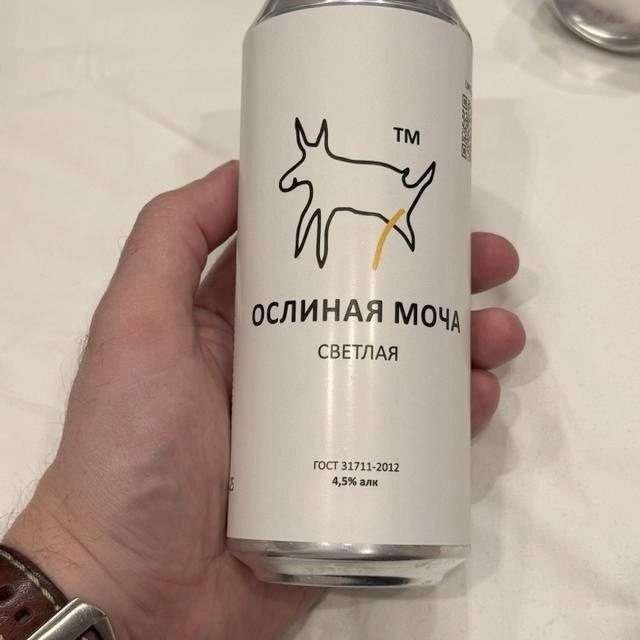 TM
ОСЛИНАЯ МОЧА
СВЕТЛАЯ
ГОСТ 31711-2012
4,5% алк